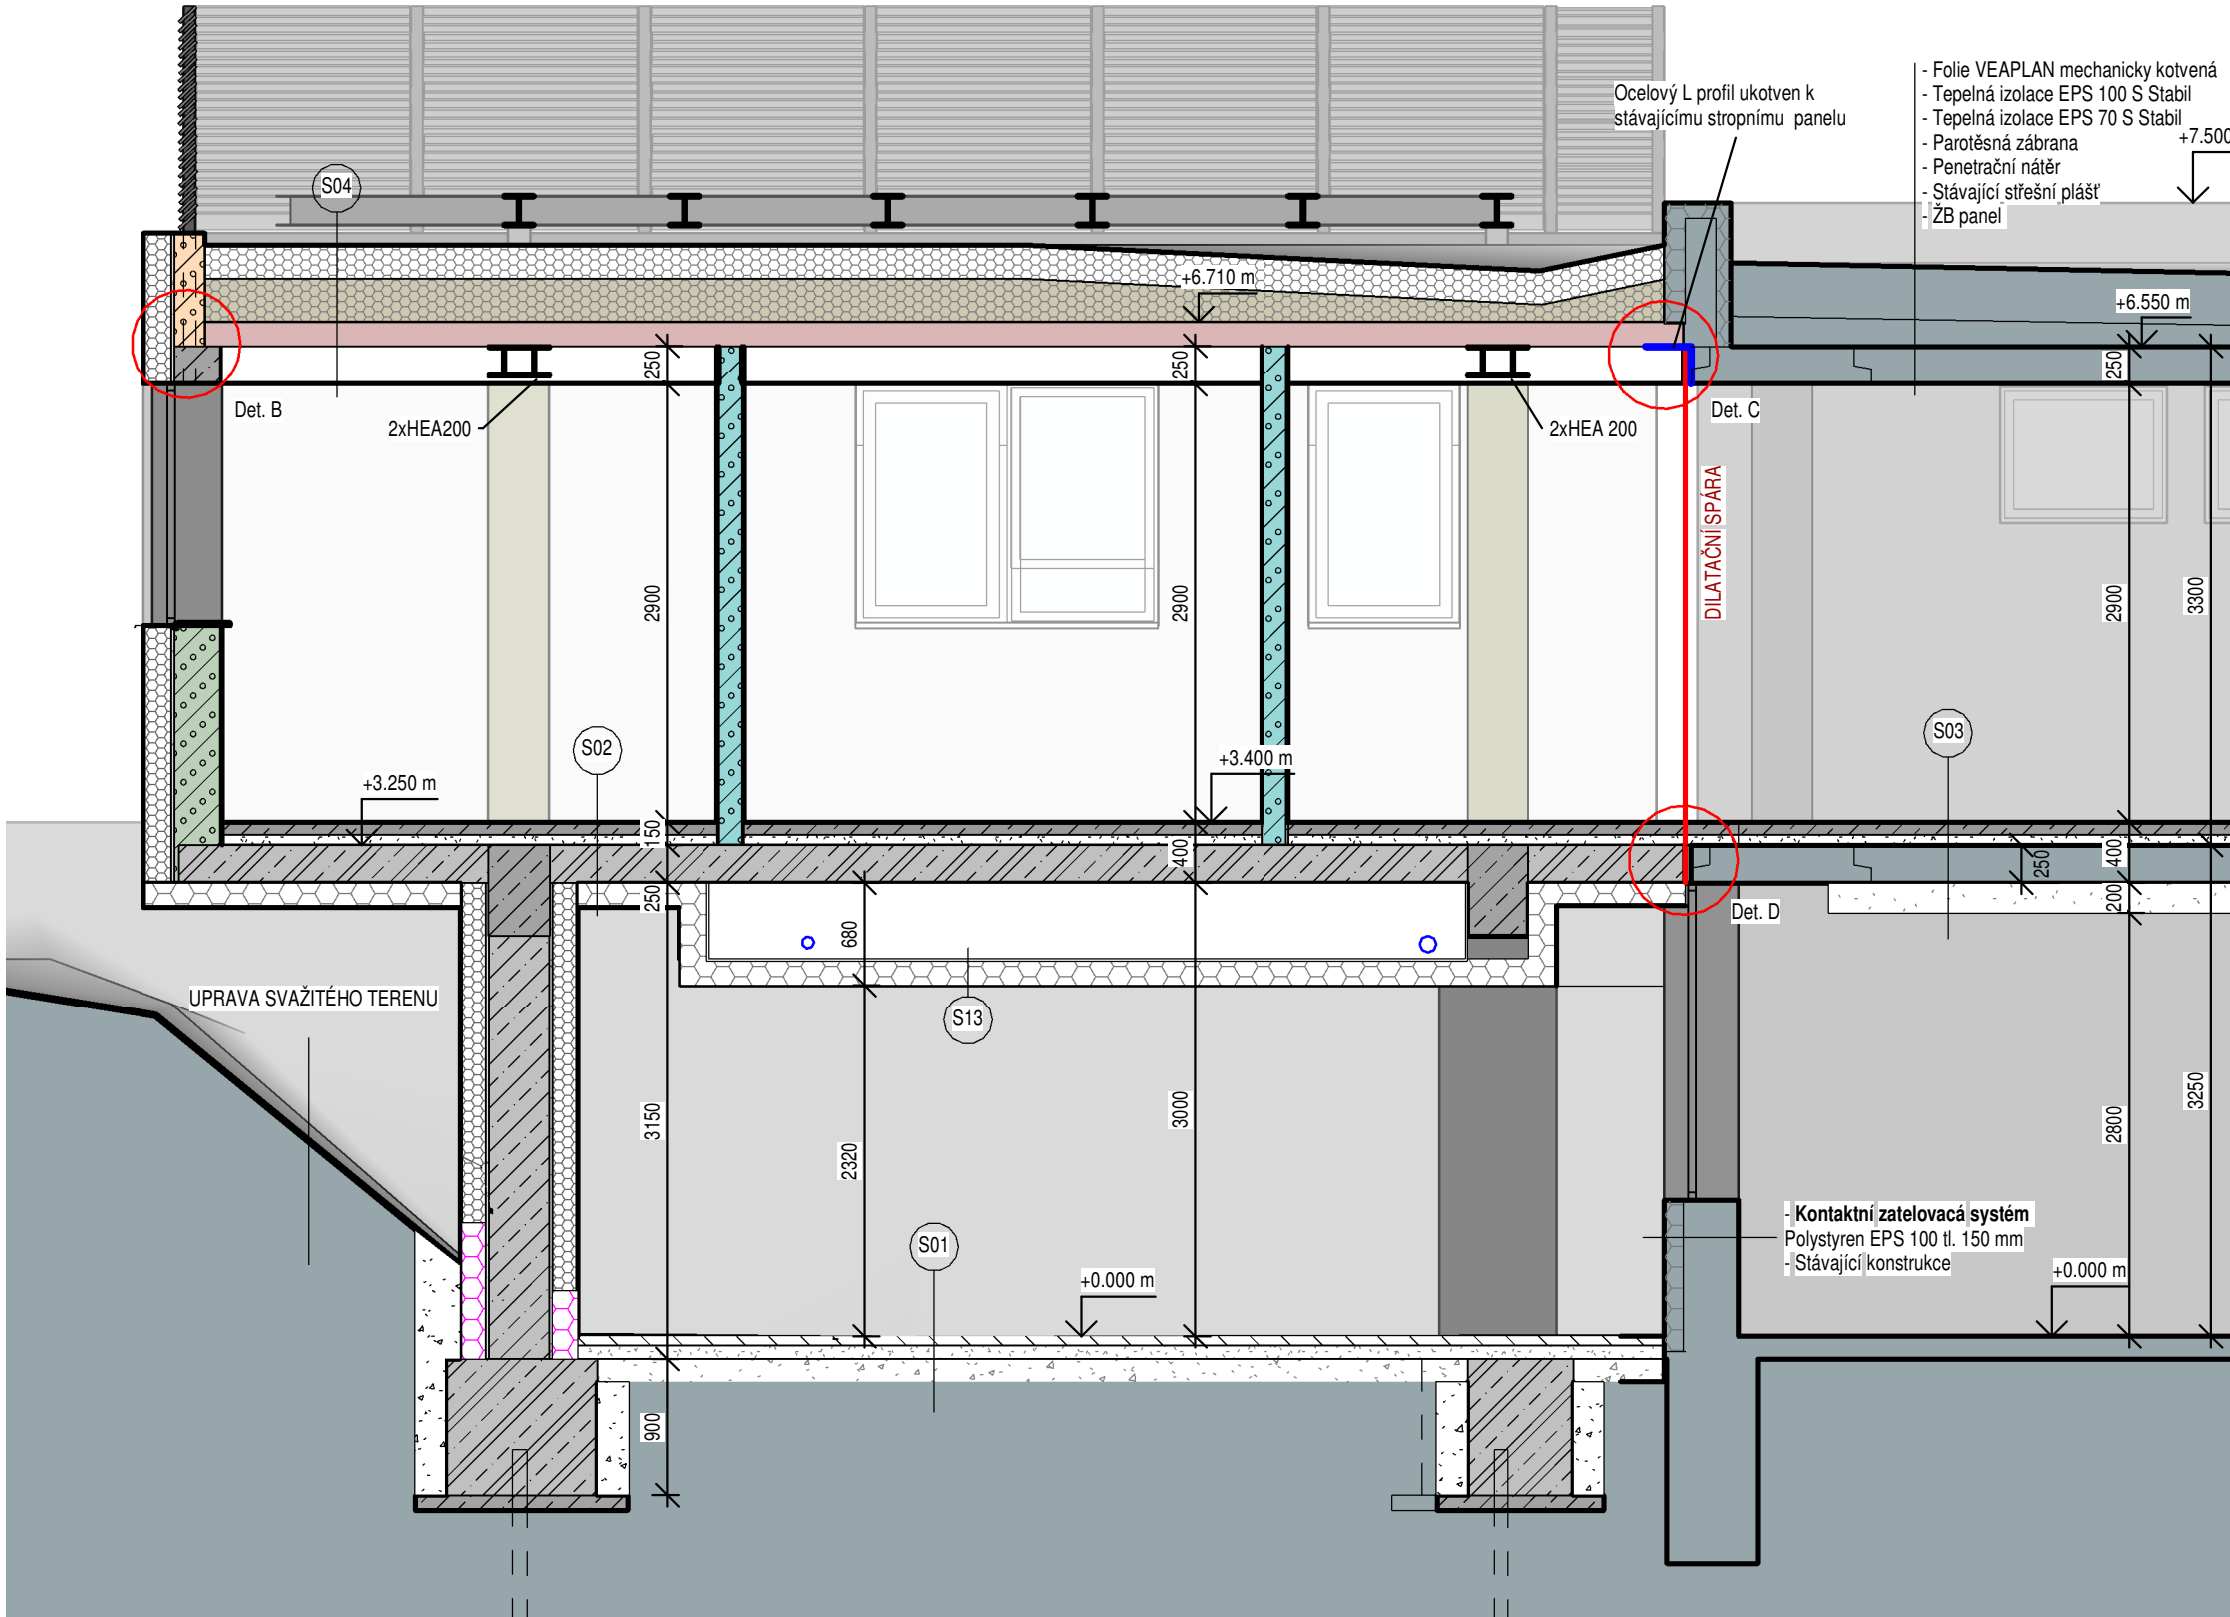 - Folie VEAPLAN mechanicky kotvená
- Tepelná izolace EPS 100 S Stabil
- Tepelná izolace EPS 70 S Stabil
- Parotěsná zábrana
- Penetrační nátěr
- Stávající střešní plášť
- ŽB panel
+7.500
Ocelový L profil ukotven k
stávajícímu stropnímu panelu
S04
+6.710 m
+6.550 m
250
250
250
Det. B
2xHEA200
2xHEA 200
Det. C
DILATAČNÍ SPÁRA
2900
2900
2900
3300
S02
S03
+3.250 m
+3.400 m
150
400
250
400
250
200
680
Det. D
UPRAVA SVAŽITÉHO TERENU
S13
3150
2320
3000
2800
3250
S01
+0.000 m
- Kontaktní zatelovacá systém
Polystyren EPS 100 tl. 150 mm
- Stávající konstrukce
+0.000 m
900